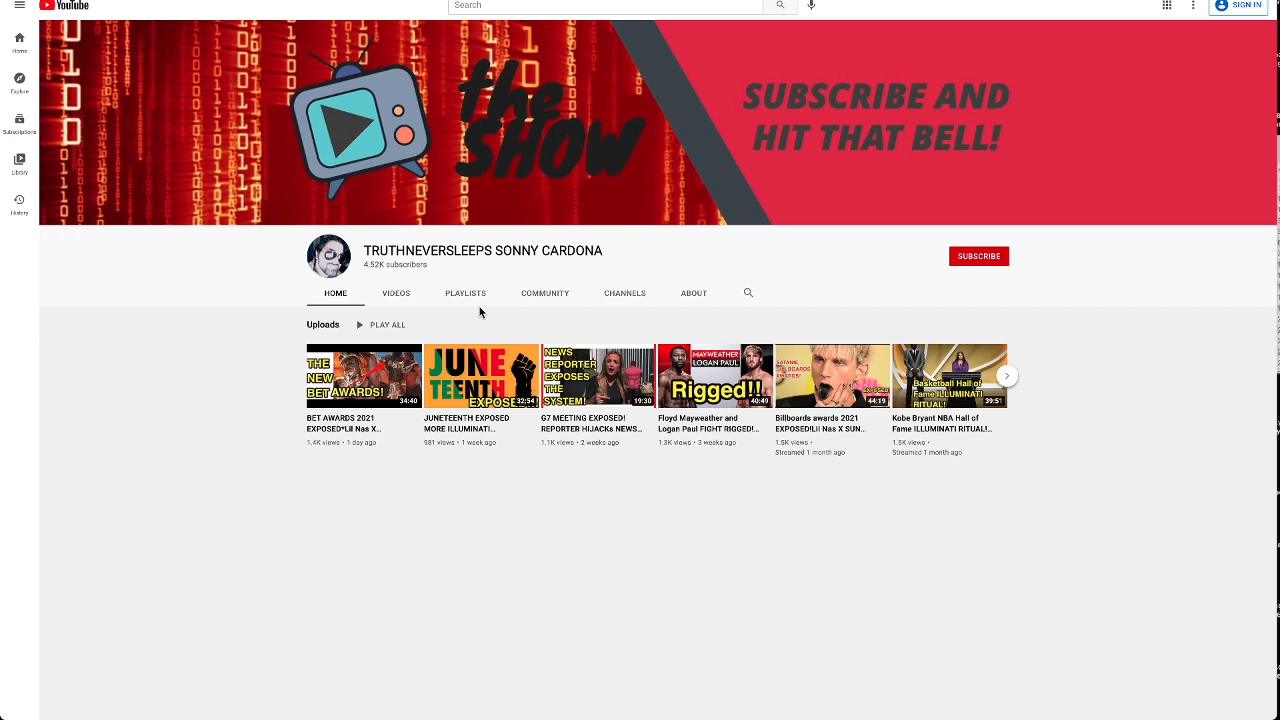 YouTube
Search
SIGN IN
Home
Explore
Subscriptions
Library
History
the
SHOW
SUBSCRIBE AND
HIT THAT BELL!
TRUTHNEVERSLEEPS SONNY CARDONA
4.52K subscribers
SUBSCRIBE
HOME VIDEOS PLAYLISTS COMMUNITY CHANNELS ABOUT
Uploads PLAY ALL
THE
NEW
BET AWARDS!
34:40
JUNE
TEENTH
EXPOSED
32:54
NEWS
REPORTER
EXPOSES
THE
SYSTEM!
19:30
MAYWEATHER
LOGAN PAUL
Rigged!!
40:49
SATANIC
EXPOSED
44:19
Basketball Hall of
Fame ILLUMINATI
RITUAL!
39:51
BET AWARDS 2021
EXPOSED*Lil Nas X...
1.4K views • 1 day ago
JUNETEENTH EXPOSED
MORE ILLUMINATI...
981 views • 1 week ago
G7 MEETING EXPOSED!
REPORTER HIJACKs NEWS...
1.1K views • 2 weeks ago
Floyd Mayweather and
Logan Paul FIGHT RIGGED!...
1.3K views • 3 weeks ago
Billboards awards 2021
EXPOSED!Lil Nas X SUN...
1.5K views •
Streamed 1 month ago
Kobe Bryant NBA Hall of
Fame ILLUMINATI RITUAL!...
1.5K views •
Streamed 1 month ago